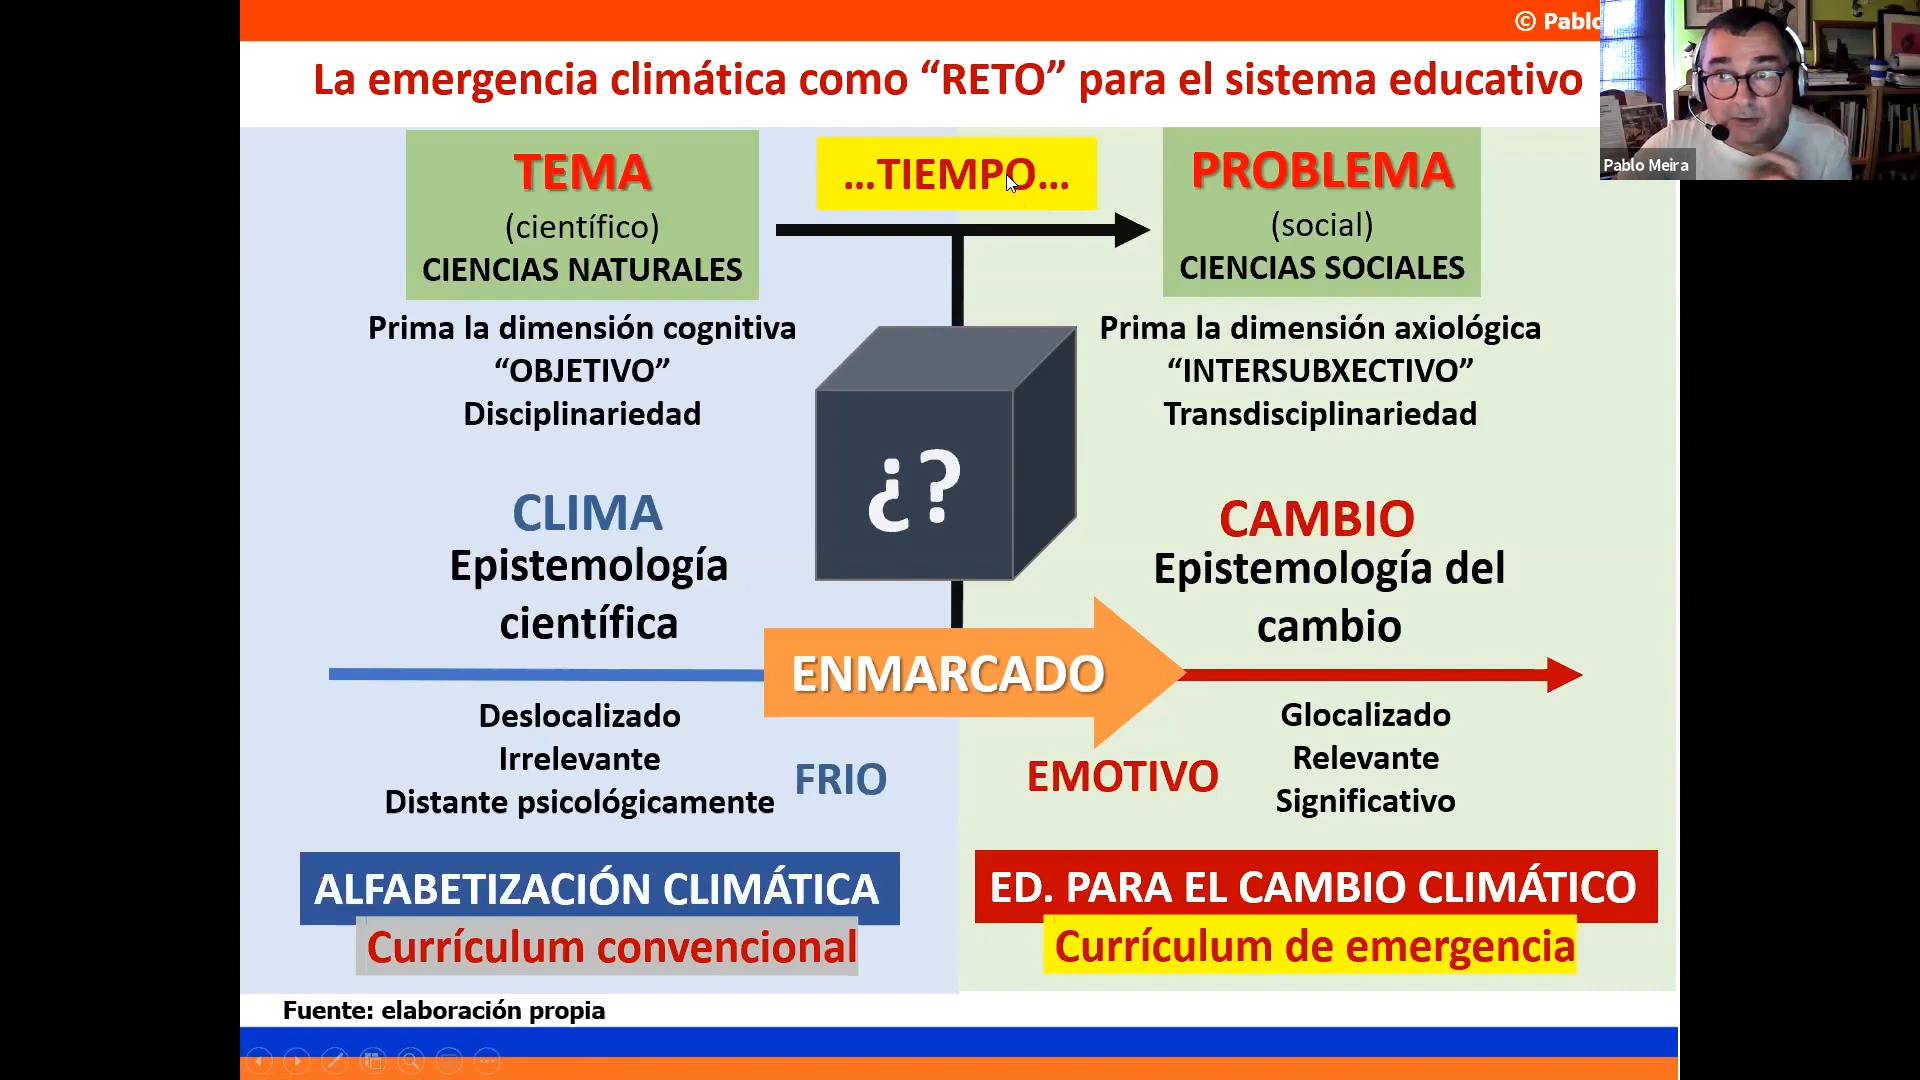 © Pablo
La emergencia climática como “RETO” para el sistema educativo
Pablo Meira
TEMA
(científico)
CIENCIAS NATURALES
...TIEMPO...
PROBLEMA
(social)
CIENCIAS SOCIALES
Prima la dimensión cognitiva
“OBJETIVO”
Disciplinariedad
Prima la dimensión axiológica
“INTERSUBXECTIVO”
Transdisciplinariedad
¿?
CLIMA
Epistemología
científica
CAMBIO
Epistemología del
cambio
ENMARCADO
Deslocalizado
Irrelevante
Distante psicológicamente
FRIO
EMOTIVO
Glocalizado
Relevante
Significativo
ALFABETIZACIÓN CLIMÁTICA
Currículum convencional
ED. PARA EL CAMBIO CLIMÁTICO
Currículum de emergencia
Fuente: elaboración propia